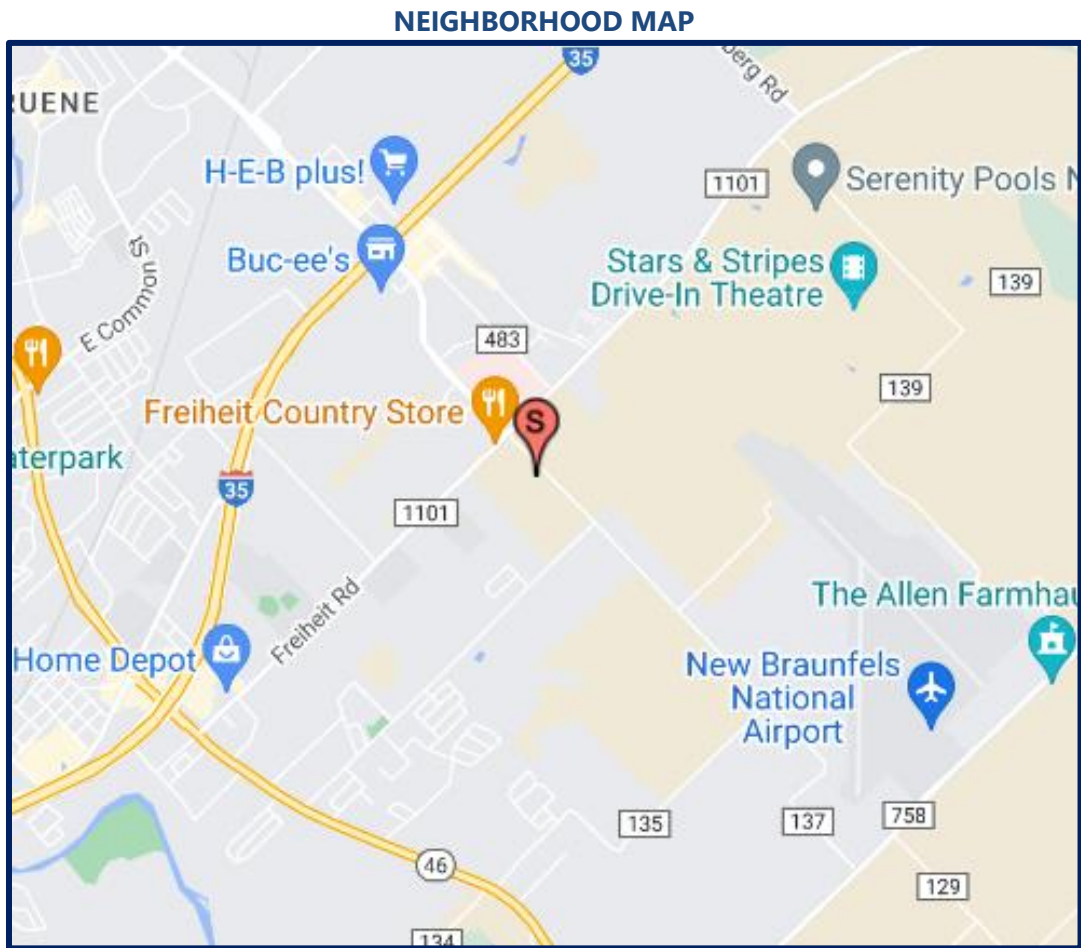 NEIGHBORHOOD MAP
35
berg Rd
RUENE
H-E-B plus!
1101
Serenity Pools N
Buc-ee's
E Common St
Stars & Stripes
Drive-In Theatre
139
483
139
Freiheit Country Store
S
aterpark
35
1101
The Allen Farmhau
Freiheit Rd
Home Depot
New Braunfels
National
Airport
135
137
758
46
129
134